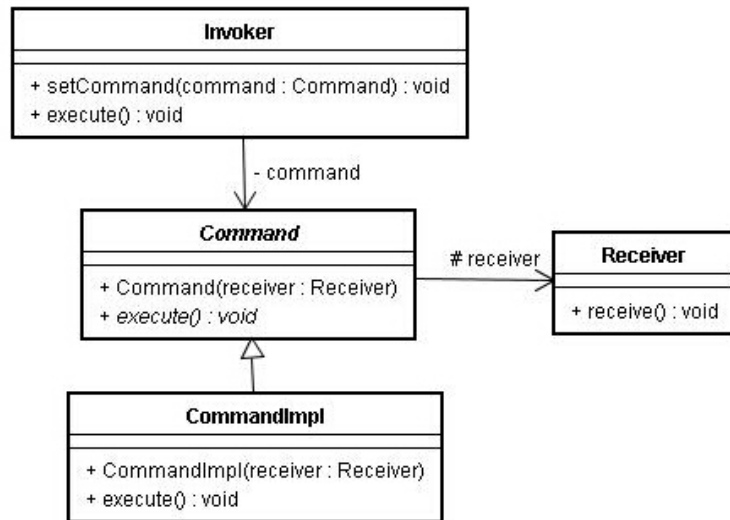 Invoker
+ setCommand(command : Command) : void
+ execute() : void
- command
Command
+ Command(receiver : Receiver)
+ execute() : void
# receiver
Receiver
+ receive() : void
CommandImpl
+ CommandImpl(receiver : Receiver)
+ execute() : void